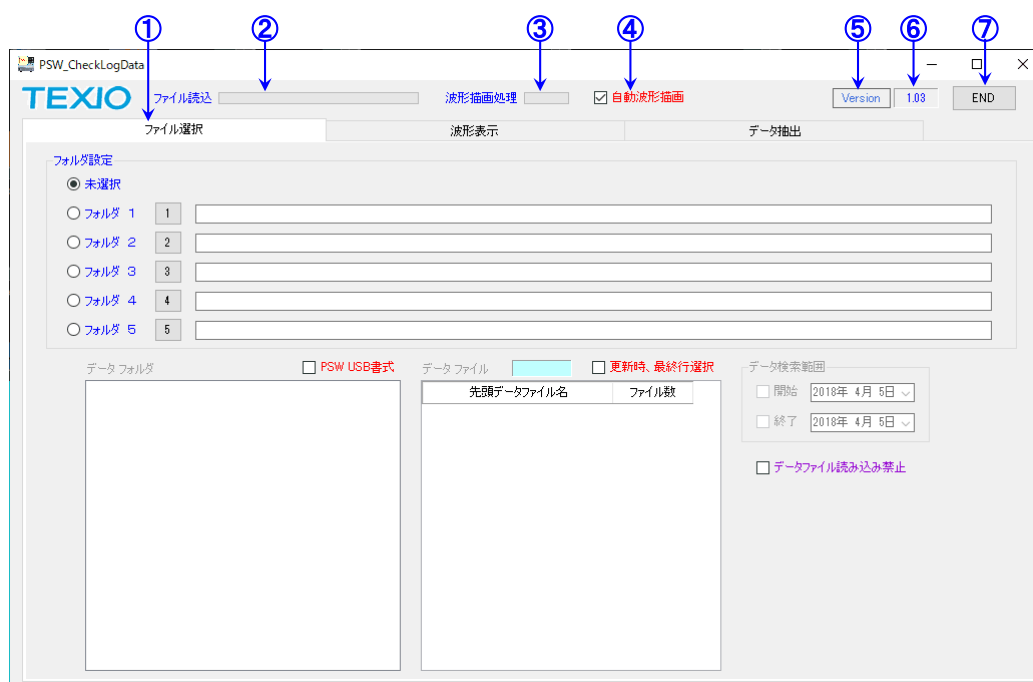 ① ② ③ ④ ⑤ ⑥ ⑦
PSW_CheckLogData
TEXIO ファイル読込 波形描画処理 自動波形描画 Version 1.03 END
ファイル選択 波形表示 データ抽出
フォルダ設定
未選択
フォルダ 1 1
フォルダ 2 2
フォルダ 3 3
フォルダ 4 4
フォルダ 5 5
データ フォルダ PSW USB書式 データ ファイル 更新時、最終行選択 データ検索範囲
先頭データファイル名 ファイル数
開始 2018年 4月 5日
終了 2018年 4月 5日
データファイル読み込み禁止